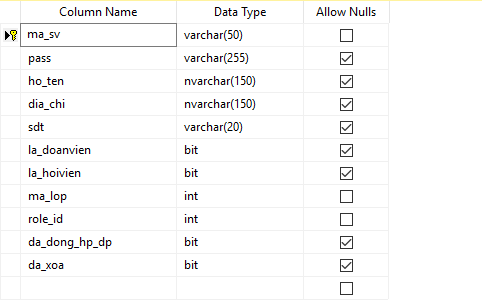 Column Name Data Type Allow Nulls
ma_sv varchar(50)
pass varchar(255)
ho_ten nvarchar(150)
dia_chi nvarchar(150)
sdt varchar(20)
la_doanvien bit
la_hoivien bit
ma_lop int
role_id int
da_dong_hp_dp bit
da_xoa bit